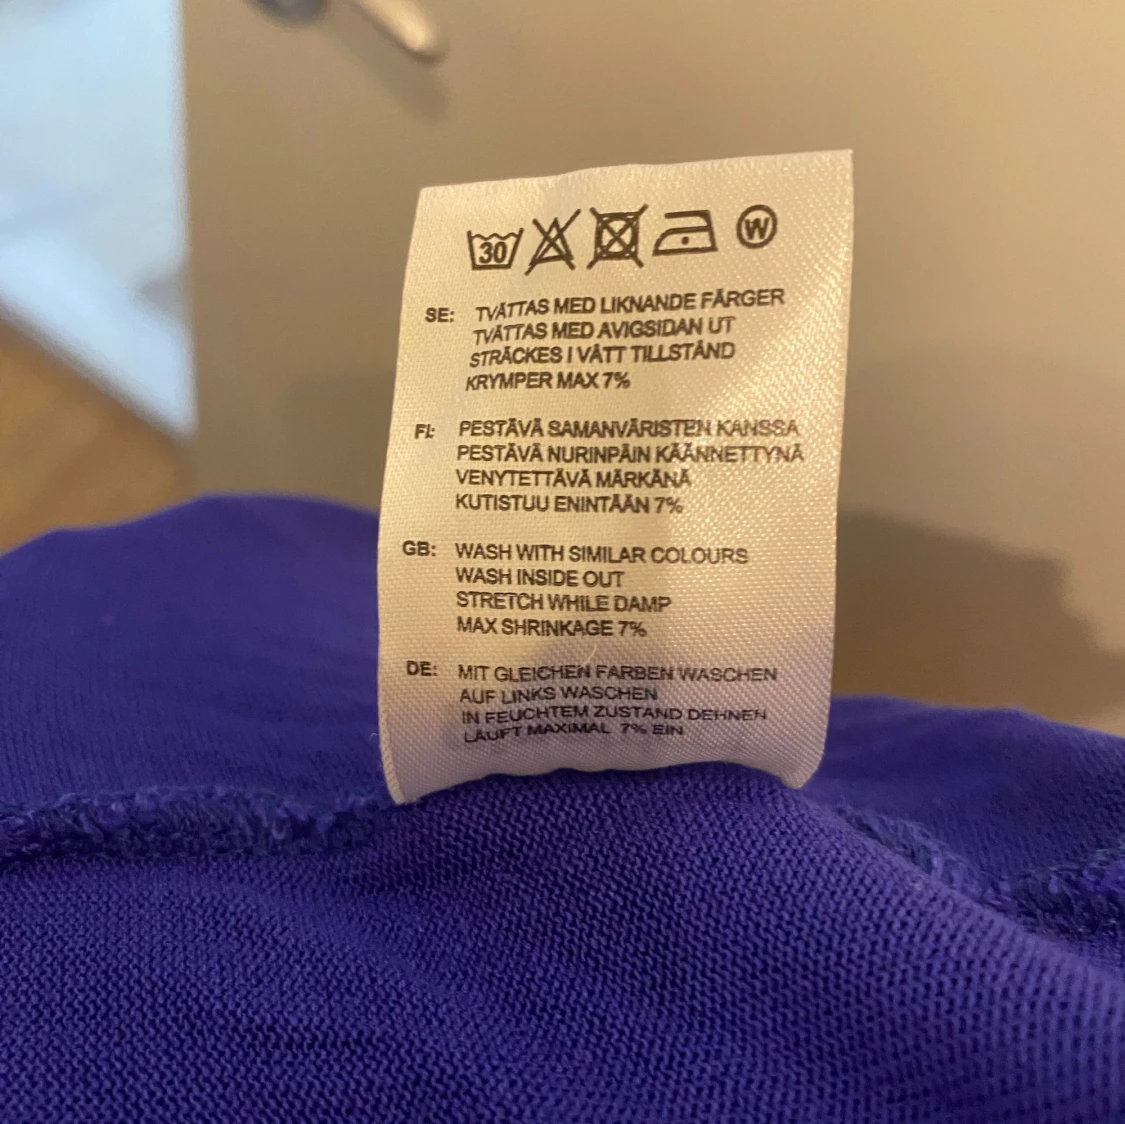 30 W
SE: TVÄTTAS MED LIKNANDE FÄRGER
TVÄTTAS MED AVIGSIDAN UT
STRÄCKES I VÅTT TILLSTÅND
KRYMPER MAX 7%
FI: PESTÄVÄ SAMANVÄRISTEN KANSSA
PESTÄVÄ NURINPÄIN KÄÄNNETTYNÄ
VENYTETTÄVÄ MÄRKÄNÄ
KUTISTUU ENINTÄÄN 7%
GB: WASH WITH SIMILAR COLOURS
WASH INSIDE OUT
STRETCH WHILE DAMP
MAX SHRINKAGE 7%
DE: MIT GLEICHEN FARBEN WASCHEN
AUF LINKS WASCHEN
IN FEUCHTEM ZUSTAND DEHNEN
LÄUFT MAXIMAL 7% EIN